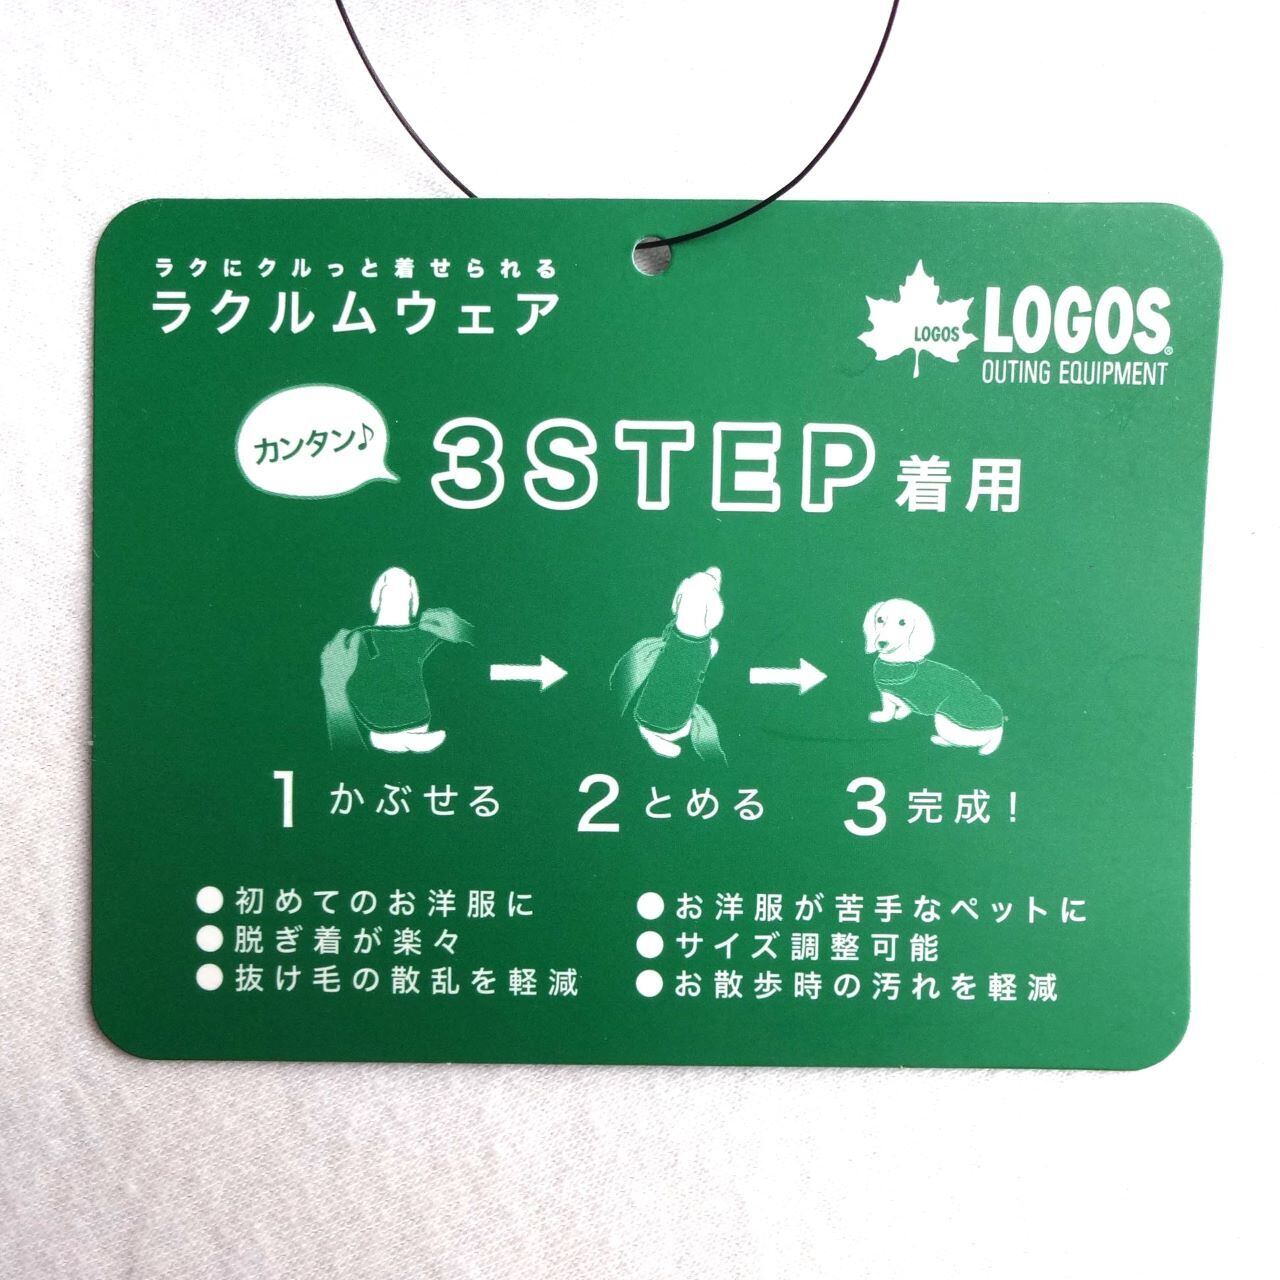 ラクにクルっと着せられる
ラクルムウェア
LOGOS
LOGOS®
OUTING EQUIPMENT
カンタン♪
3STEP着用
1 かぶせる
2 とめる
3 完成!
●初めてのお洋服に
●脱ぎ着が楽々
●抜け毛の散乱を軽減
●お洋服が苦手なペットに
●サイズ調整可能
●お散歩時の汚れを軽減